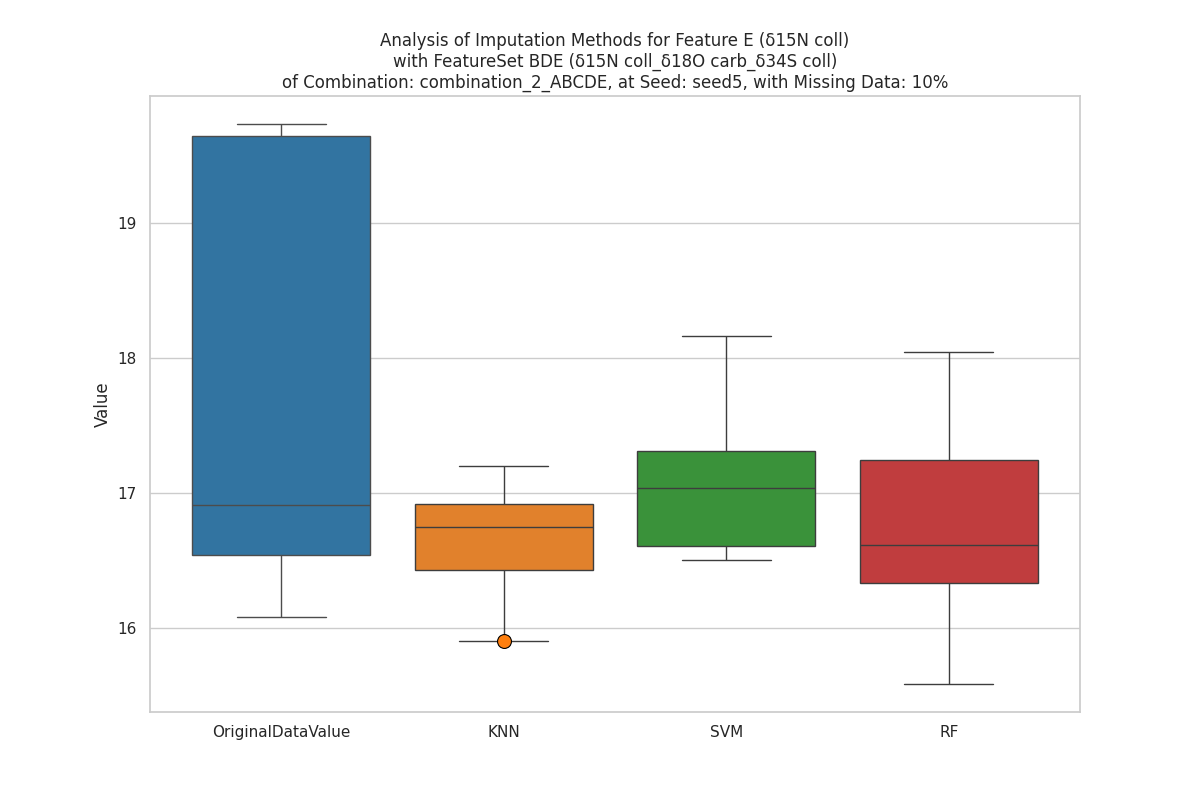 Analysis of Imputation Methods for Feature E (δ15N coll)
with FeatureSet BDE (δ15N coll_δ18O carb_δ34S coll)
of Combination: combination_2_ABCDE, at Seed: seed5, with Missing Data: 10%
19
18
17
16
Value
OriginalDataValue
KNN
SVM
RF